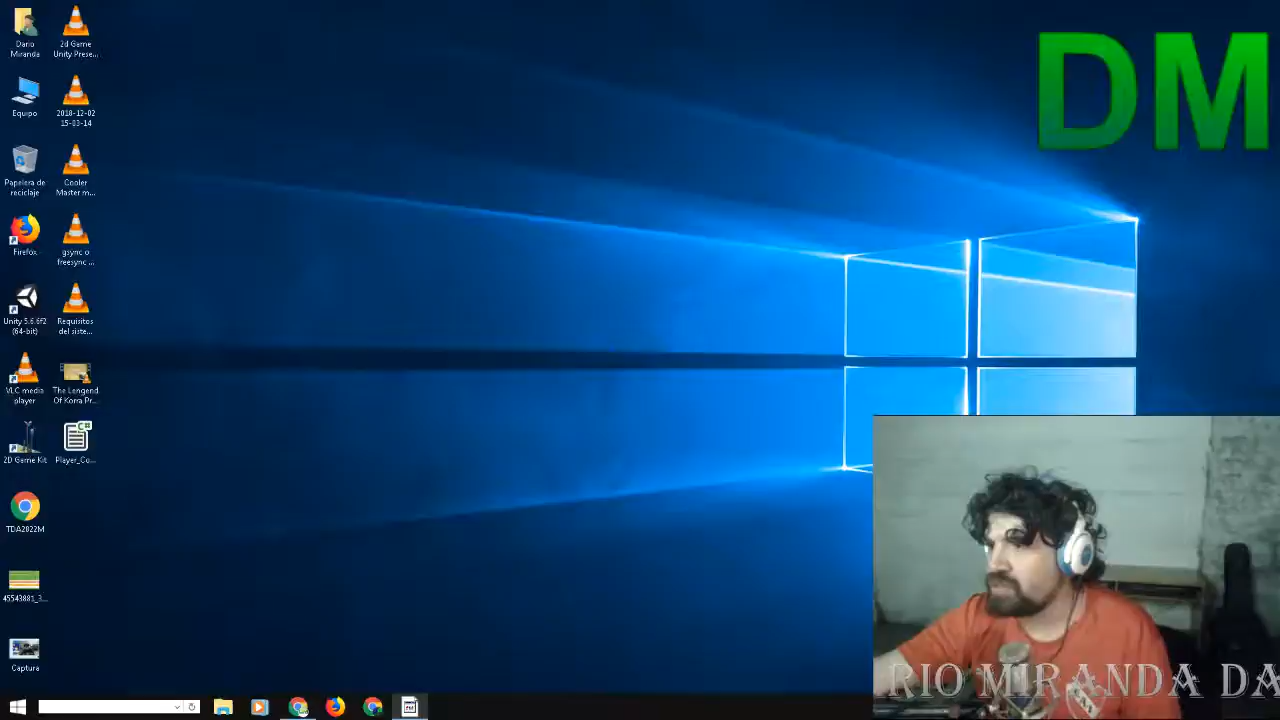 Dario
Miranda
2d Game
Unity Prese...
Equipo
2018-12-02
15-03-14
Papelera de
reciclaje
Cooler
Master m...
Firefox
gsync o
freesync ...
Unity 5.6.6f2
(64-bit)
Requisitos
del siste...
VLC media
player
The Lengend
Of Korra Pr...
2D Game Kit
Player_Co...
TDA2822M
45543881_3...
Captura
DM
RIO MIRANDA DA